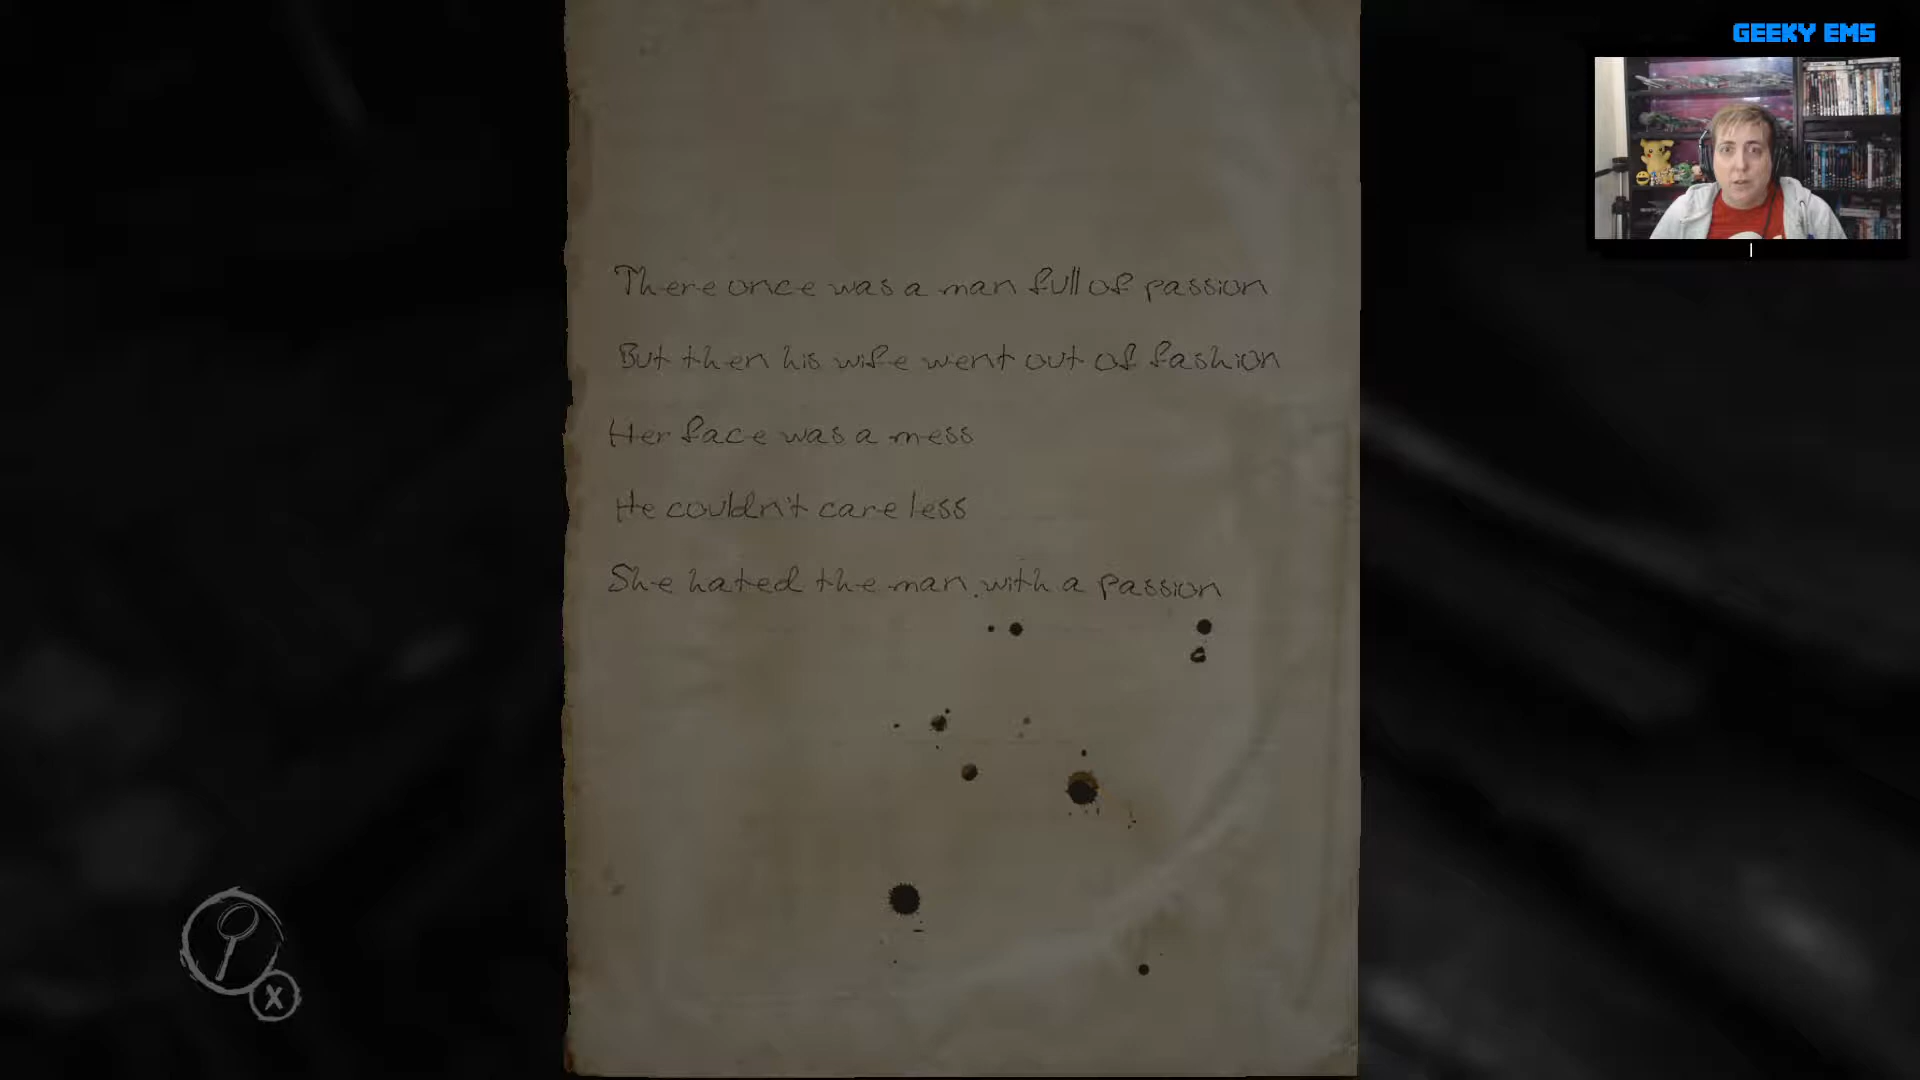 GEEKY EMS
There once was a man full of passion
But then his wife went out of fashion
Her face was a mess
He couldn't care less
She hated the man with a passion
X